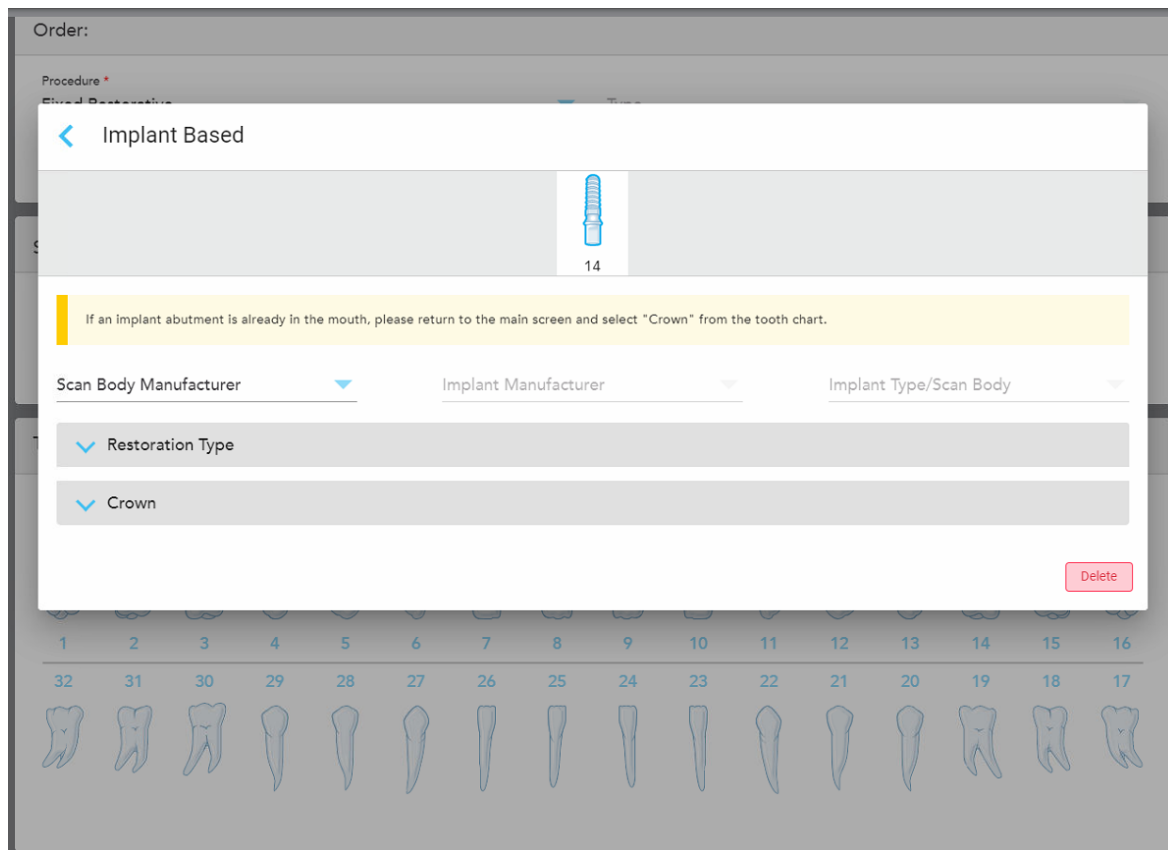 Order:
Procedure *
Fixed Restorative
Type
Implant Based
14
If an implant abutment is already in the mouth, please return to the main screen and select "Crown" from the tooth chart.
Scan Body Manufacturer Implant Manufacturer Implant Type/Scan Body
Restoration Type
Crown
Delete
1 2 3 4 5 6 7 8 9 10 11 12 13 14 15 16
32 31 30 29 28 27 26 25 24 23 22 21 20 19 18 17